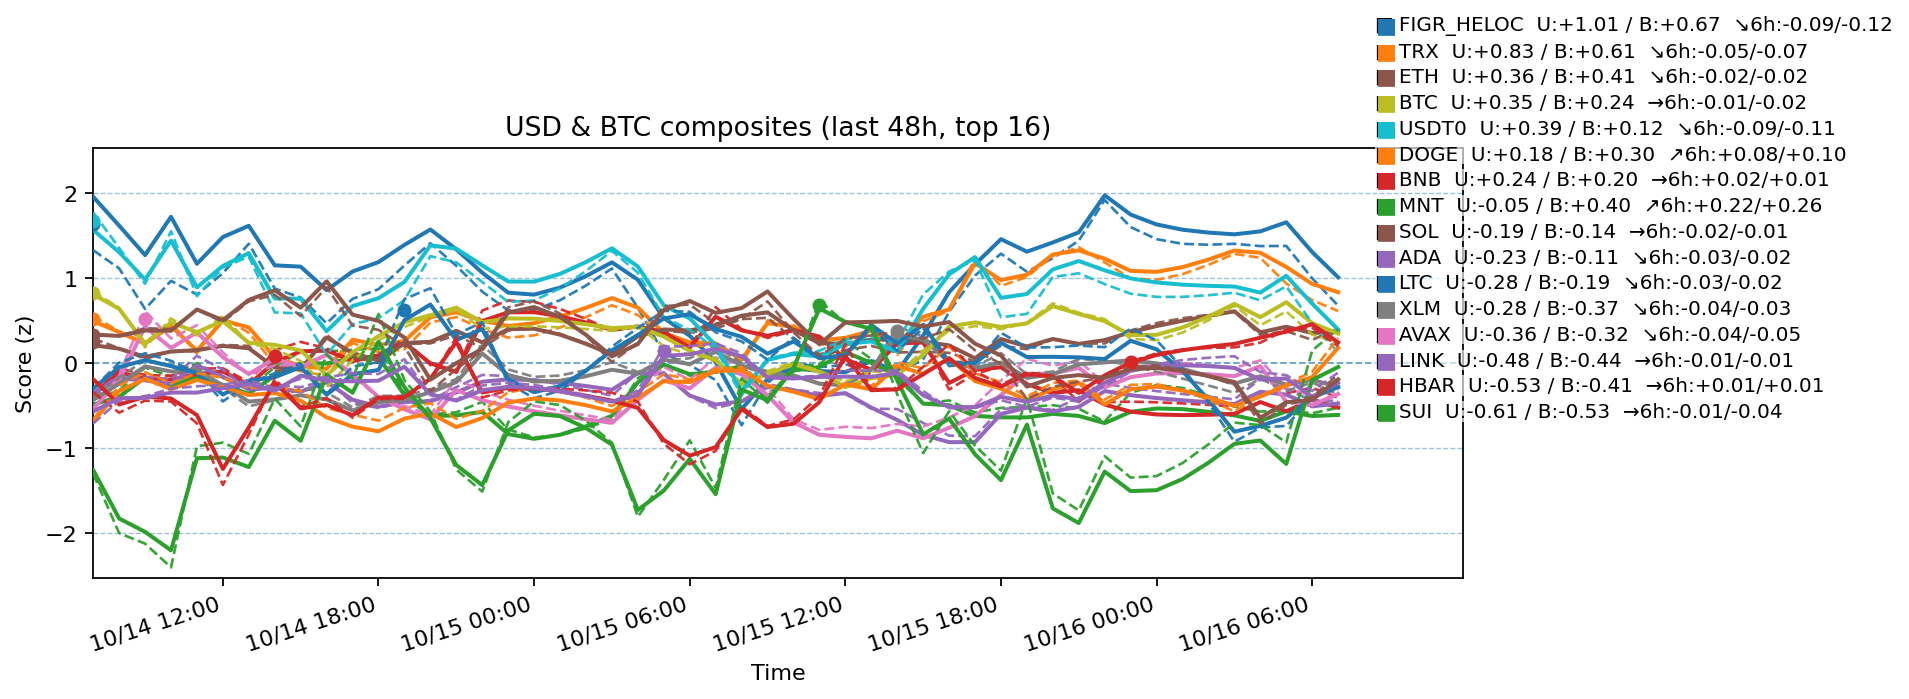 FIGR_HELOC  U:+1.01 / B:+0.67  ↘6h:-0.09/-0.12
TRX  U:+0.83 / B:+0.61  ↘6h:-0.05/-0.07
ETH  U:+0.36 / B:+0.41  ↘6h:-0.02/-0.02
BTC  U:+0.35 / B:+0.24  →6h:-0.01/-0.02
USDT0  U:+0.39 / B:+0.12  ↘6h:-0.09/-0.11
DOGE  U:+0.18 / B:+0.30  ↗6h:+0.08/+0.10
BNB  U:+0.24 / B:+0.20  →6h:+0.02/+0.01
MNT  U:-0.05 / B:+0.40  ↗6h:+0.22/+0.26
SOL  U:-0.19 / B:-0.14  →6h:-0.02/-0.01
ADA  U:-0.23 / B:-0.11  ↘6h:-0.03/-0.02
LTC  U:-0.28 / B:-0.19  ↘6h:-0.03/-0.02
XLM  U:-0.28 / B:-0.37  ↘6h:-0.04/-0.03
AVAX  U:-0.36 / B:-0.32  ↘6h:-0.04/-0.05
LINK  U:-0.48 / B:-0.44  →6h:-0.01/-0.01
HBAR  U:-0.53 / B:-0.41  →6h:+0.01/+0.01
SUI  U:-0.61 / B:-0.53  →6h:-0.01/-0.04
USD & BTC composites (last 48h, top 16)
Score (z)
2
1
0
−1
−2
10/14 12:00
10/14 18:00
10/15 00:00
10/15 06:00
10/15 12:00
10/15 18:00
10/16 00:00
10/16 06:00
Time